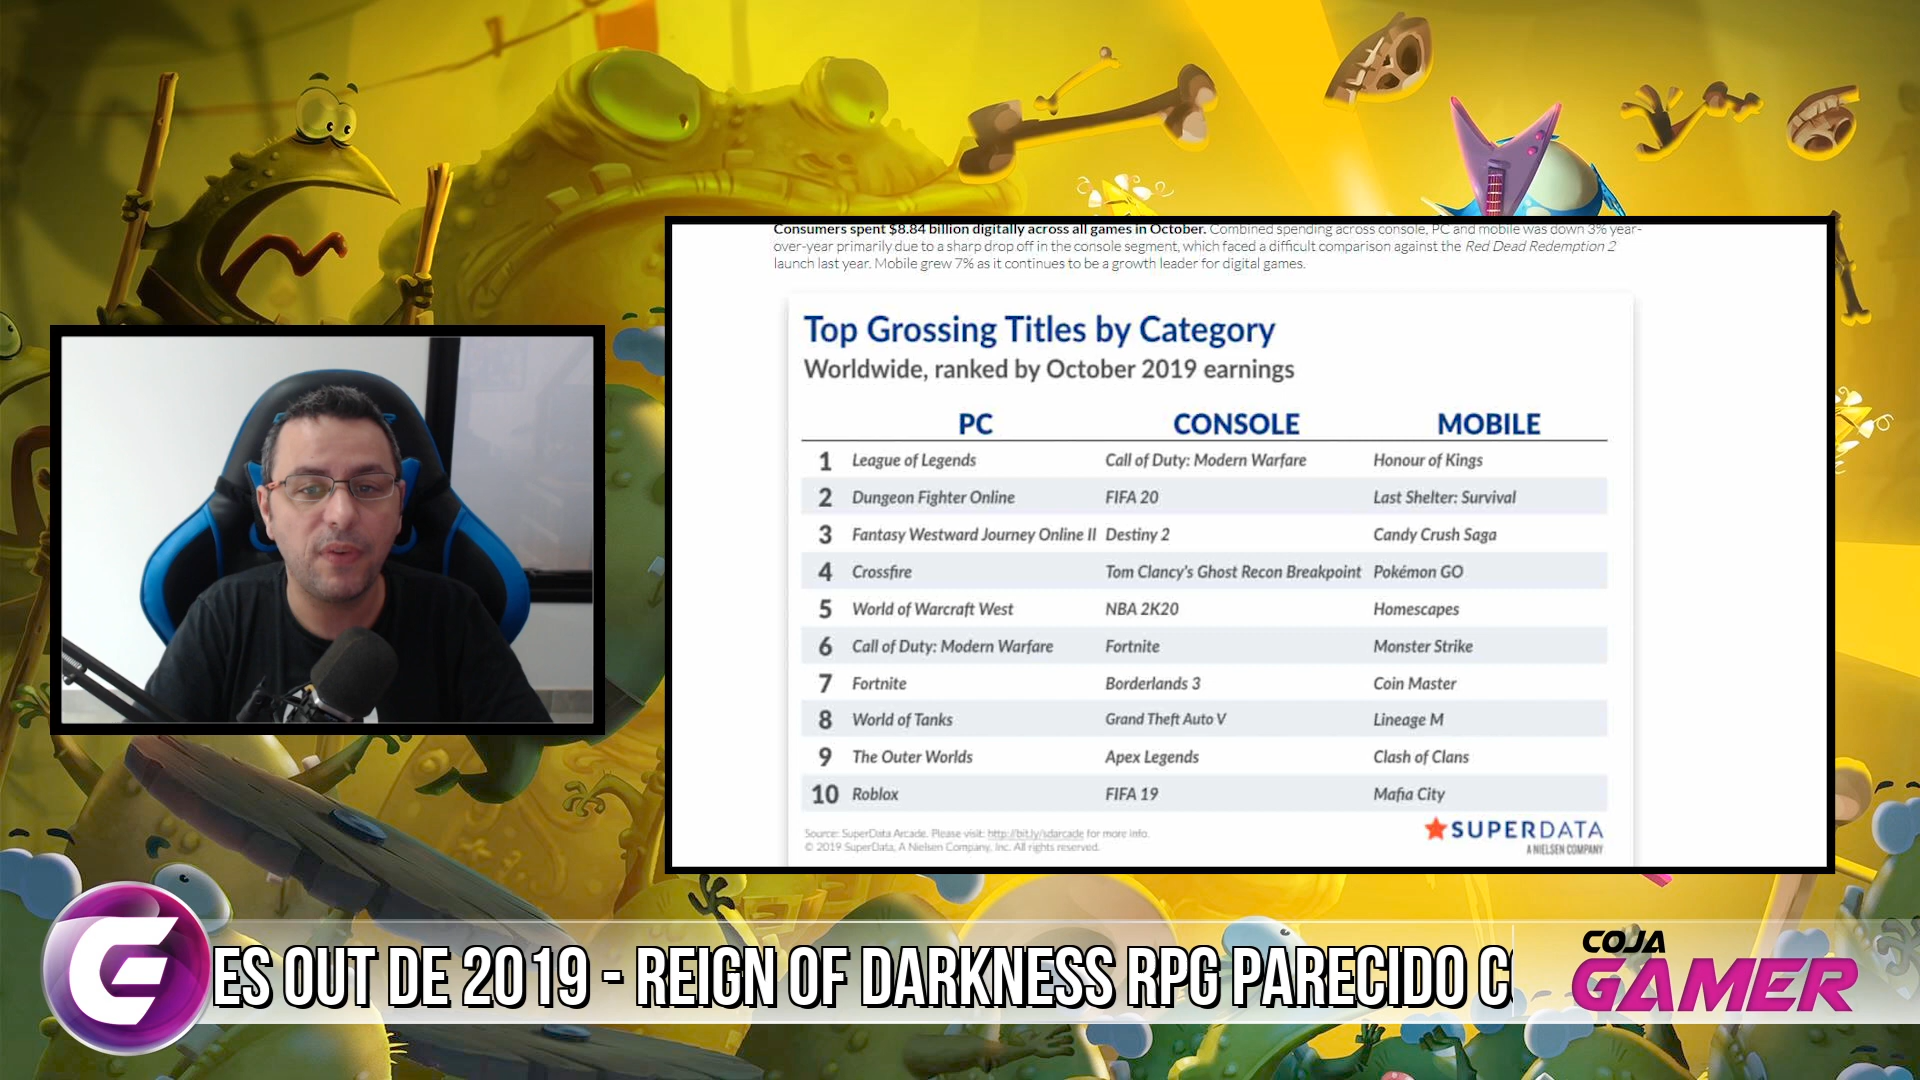 Consumers spent $8.84 billion digitally across all games in October. Combined spending across console, PC and mobile was down 3% year-
over-year primarily due to a sharp drop off in the console segment, which faced a difficult comparison against the Red Dead Redemption 2
launch last year. Mobile grew 7% as it continues to be a growth leader for digital games.
Top Grossing Titles by Category
Worldwide, ranked by October 2019 earnings
PC CONSOLE MOBILE
1 League of Legends Call of Duty: Modern Warfare Honour of Kings
2 Dungeon Fighter Online FIFA 20 Last Shelter: Survival
3 Fantasy Westward Journey Online II Destiny 2 Candy Crush Saga
4 Crossfire Tom Clancy's Ghost Recon Breakpoint Pokémon GO
5 World of Warcraft West NBA 2K20 Homescapes
6 Call of Duty: Modern Warfare Fortnite Monster Strike
7 Fortnite Borderlands 3 Coin Master
8 World of Tanks Grand Theft Auto V Lineage M
9 The Outer Worlds Apex Legends Clash of Clans
10 Roblox FIFA 19 Mafia City
Source: SuperData Arcade. Please visit: http://bit.ly/sdarcade for more info.
© 2019 SuperData, A Nielsen Company, Inc. All rights reserved.
SUPERDATA
A NIELSEN COMPANY
ES OUT DE 2019 - REIGN OF DARKNESS RPG PARECIDO C
COJA
GAMER